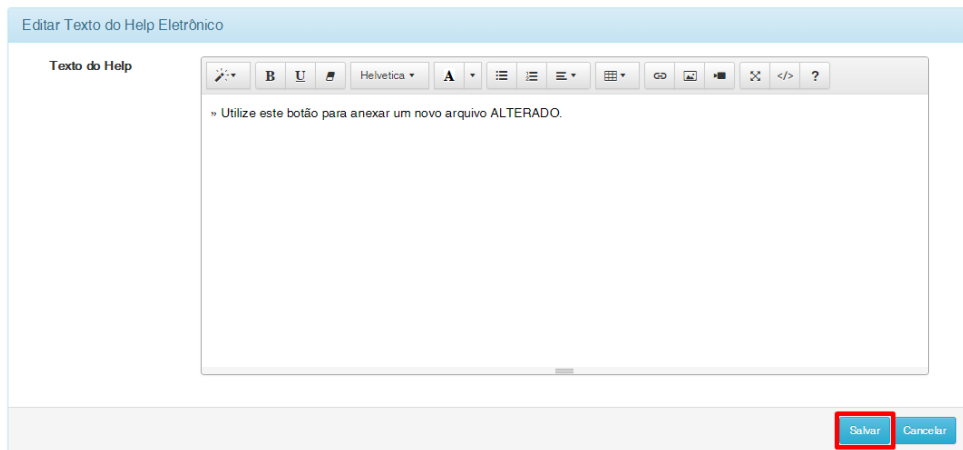 Editar Texto do Help Eletrônico
Texto do Help
B U Helvetica A </> ?
» Utilize este botão para anexar um novo arquivo ALTERADO.
Salvar Cancelar